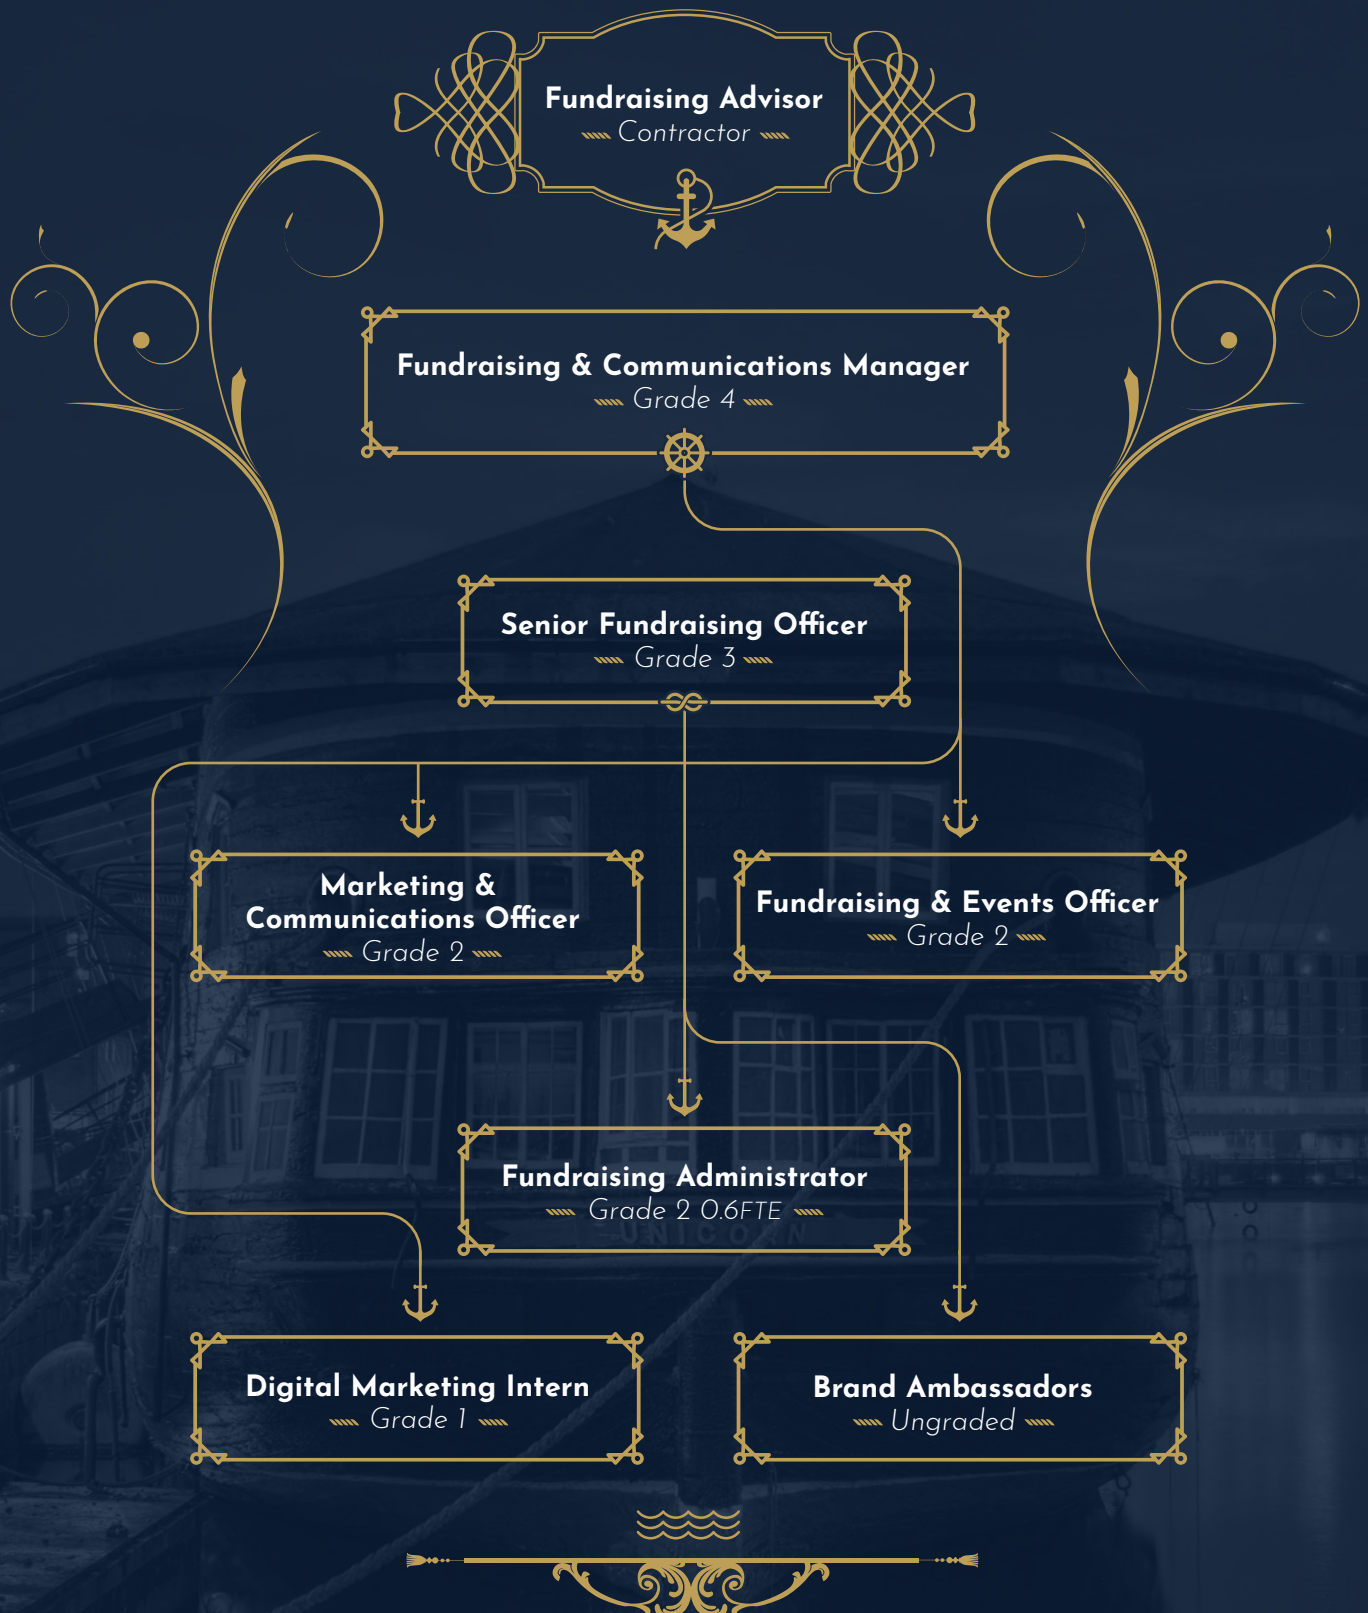 Fundraising Advisor
Contractor
Fundraising & Communications Manager
Grade 4
Senior Fundraising Officer
Grade 3
Marketing &
Communications Officer
Grade 2
Fundraising & Events Officer
Grade 2
Fundraising Administrator
Grade 2 0.6FTE
UNICORN
Digital Marketing Intern
Grade 1
Brand Ambassadors
Ungraded